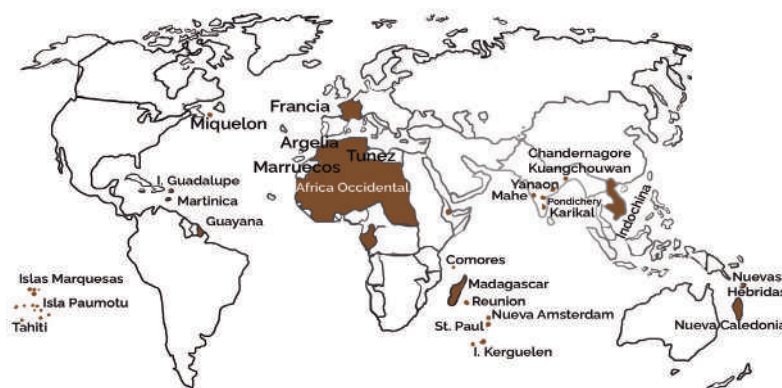 Francia
Miquelon
Argelia
Tunez
Marruecos
Africa Occidental
I. Guadalupe
Martinica
Guayana
Chandernagore
Kuangchouwan
Yanaon
Mahe
Pondichery
Karikal
Indochina
Islas Marquesas
Isla Paumotu
Tahiti
Comores
Madagascar
Reunion
Nueva Amsterdam
St. Paul
I. Kerguelen
Nuevas
Hébridas
Nueva Caledonia